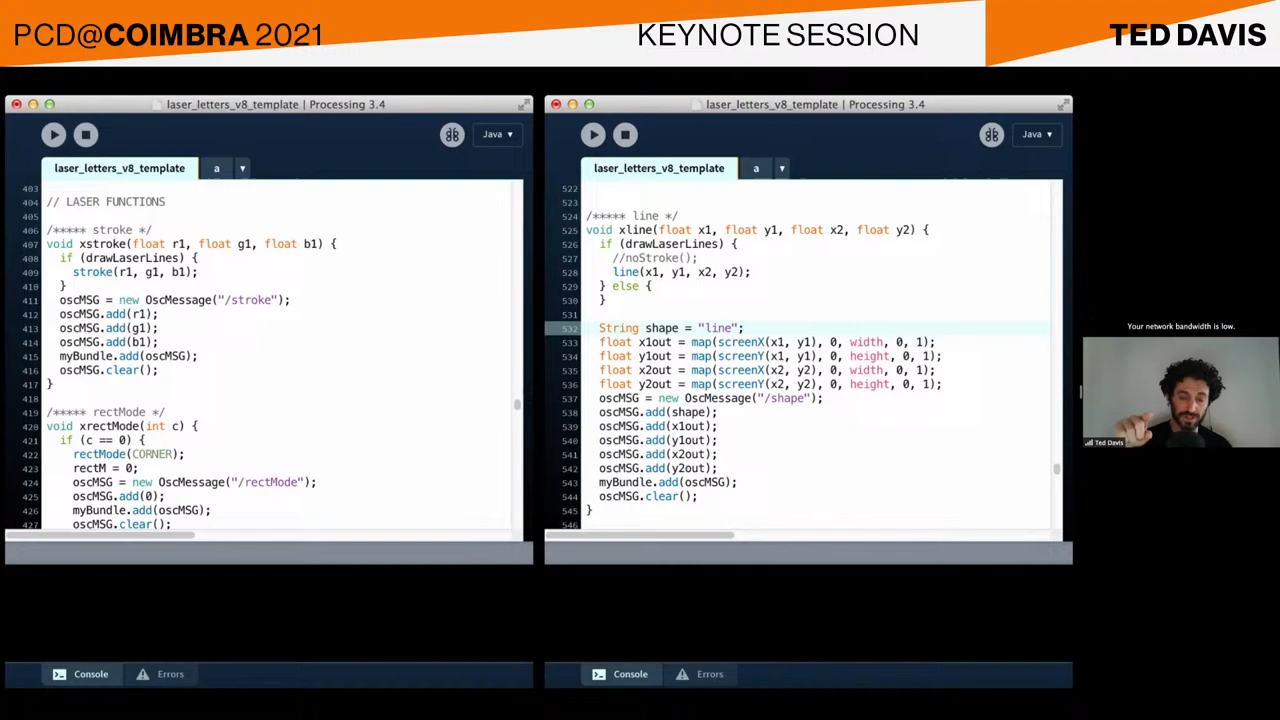 PCD@COIMBRA 2021
KEYNOTE SESSION
TED DAVIS
laser_letters_v8_template | Processing 3.4
Java ▾
laser_letters_v8_template
a
403
404 // LASER FUNCTIONS
405
406 /***** stroke */
407 void xstroke(float r1, float g1, float b1) {
408 if (drawLaserLines) {
409 stroke(r1, g1, b1);
410 }
411 oscMSG = new OscMessage("/stroke");
412 oscMSG.add(r1);
413 oscMSG.add(g1);
414 oscMSG.add(b1);
415 myBundle.add(oscMSG);
416 oscMSG.clear();
417 }
418
419 /***** rectMode */
420 void xrectMode(int c) {
421 if (c == 0) {
422 rectMode(CORNER);
423 rectM = 0;
424 oscMSG = new OscMessage("/rectMode");
425 oscMSG.add(0);
426 myBundle.add(oscMSG);
427 oscMSG.clear();
Console
Errors
laser_letters_v8_template | Processing 3.4
Java ▾
laser_letters_v8_template
a
522
523
524 /***** line */
525 void xline(float x1, float y1, float x2, float y2) {
526 if (drawLaserLines) {
527 //noStroke();
528 line(x1, y1, x2, y2);
529 } else {
530 }
531
532 String shape = "line";
533 float x1out = map(screenX(x1, y1), 0, width, 0, 1);
534 float y1out = map(screenY(x1, y1), 0, height, 0, 1);
535 float x2out = map(screenX(x2, y2), 0, width, 0, 1);
536 float y2out = map(screenY(x2, y2), 0, height, 0, 1);
537 oscMSG = new OscMessage("/shape");
538 oscMSG.add(shape);
539 oscMSG.add(x1out);
540 oscMSG.add(y1out);
541 oscMSG.add(x2out);
542 oscMSG.add(y2out);
543 myBundle.add(oscMSG);
544 oscMSG.clear();
545 }
546
Console
Errors
Your network bandwidth is low.
Ted Davis